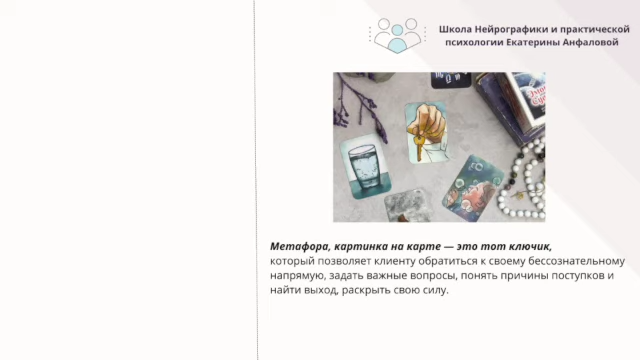 Школа Нейрографики и практической
психологии Екатерины Анфаловой
Метафора, картинка на карте — это тот ключик,
который позволяет клиенту обратиться к своему бессознательному
напрямую, задать важные вопросы, понять причины поступков и
найти выход, раскрыть свою силу.